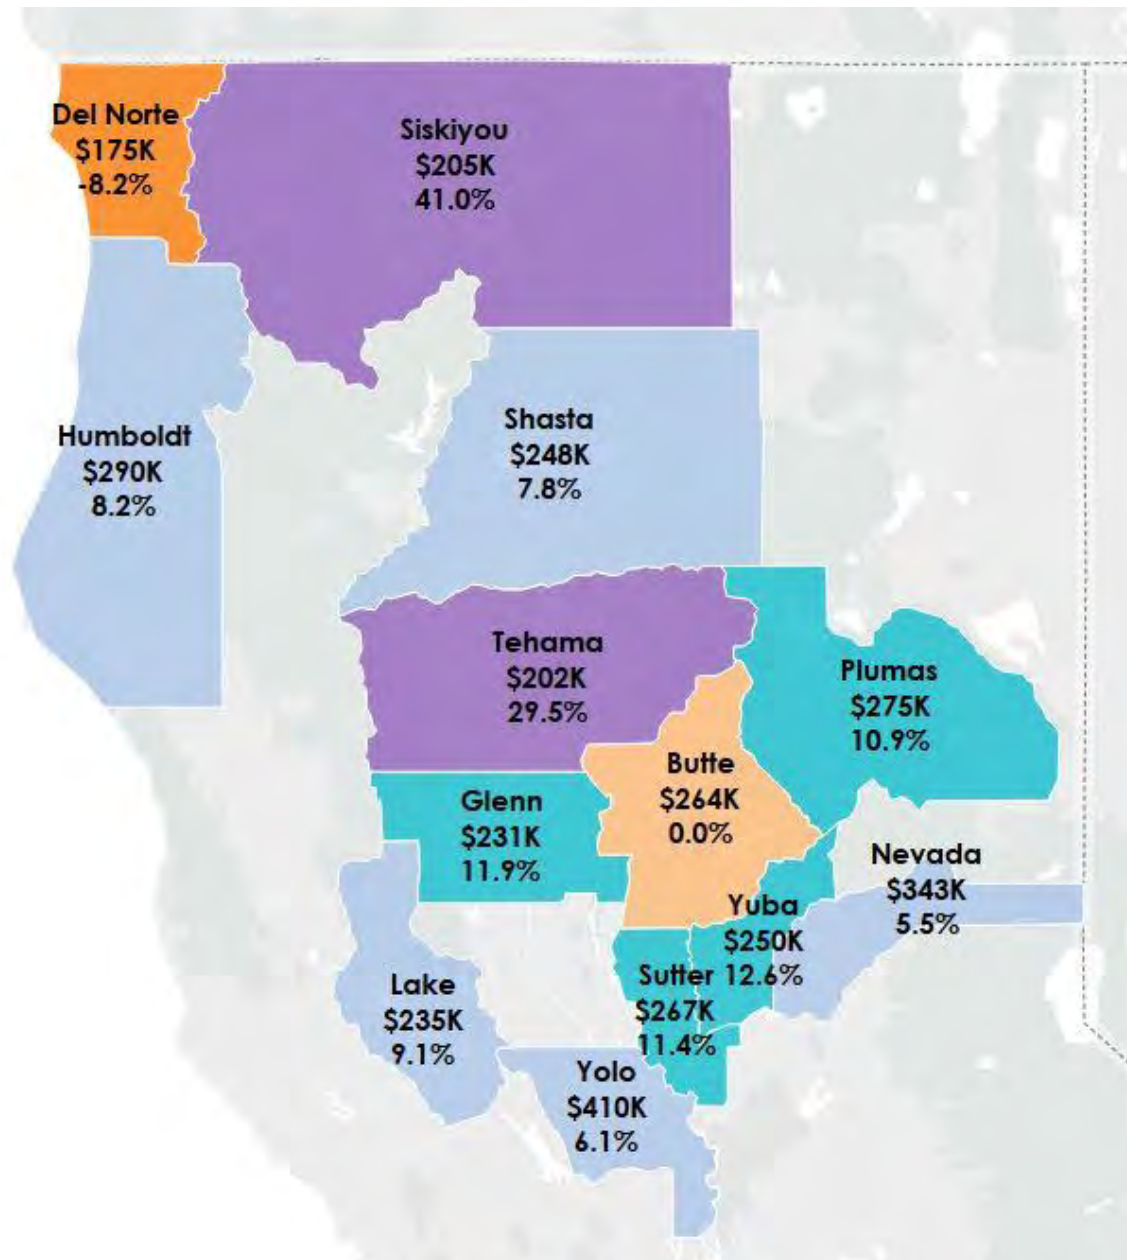 Del Norte
$175K
-8.2%
Siskiyou
$205K
41.0%
Humboldt
$290K
8.2%
Shasta
$248K
7.8%
Tehama
$202K
29.5%
Plumas
$275K
10.9%
Butte
$264K
0.0%
Glenn
$231K
11.9%
Nevada
$343K
5.5%
Yuba
$250K
12.6%
Sutter
$267K
11.4%
Lake
$235K
9.1%
Yolo
$410K
6.1%